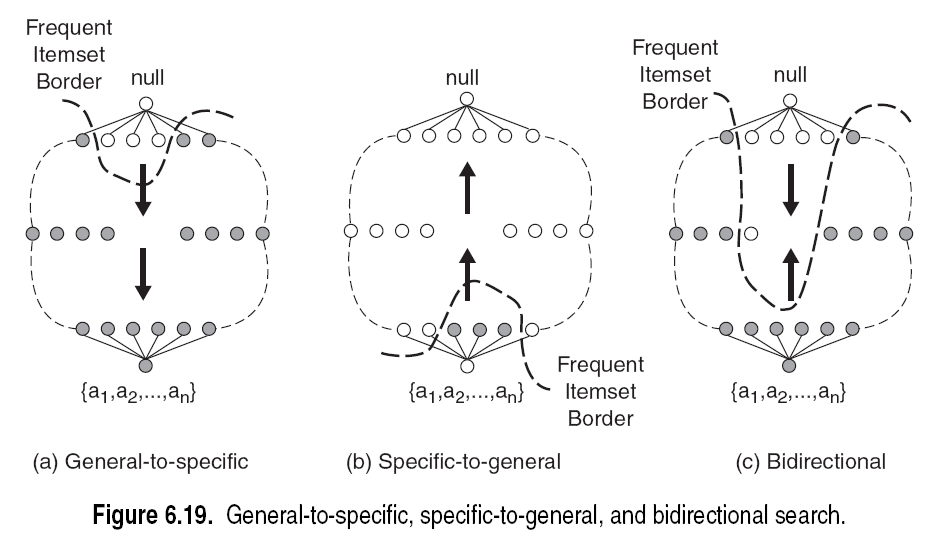 Frequent
Itemset
Border
null
{a1,a2,...,an}
(a) General-to-specific
null
{a1,a2,...,an}
Frequent
Itemset
Border
(b) Specific-to-general
Frequent
Itemset
Border
null
{a1,a2,...,an}
(c) Bidirectional
Figure 6.19. General-to-specific, specific-to-general, and bidirectional search.